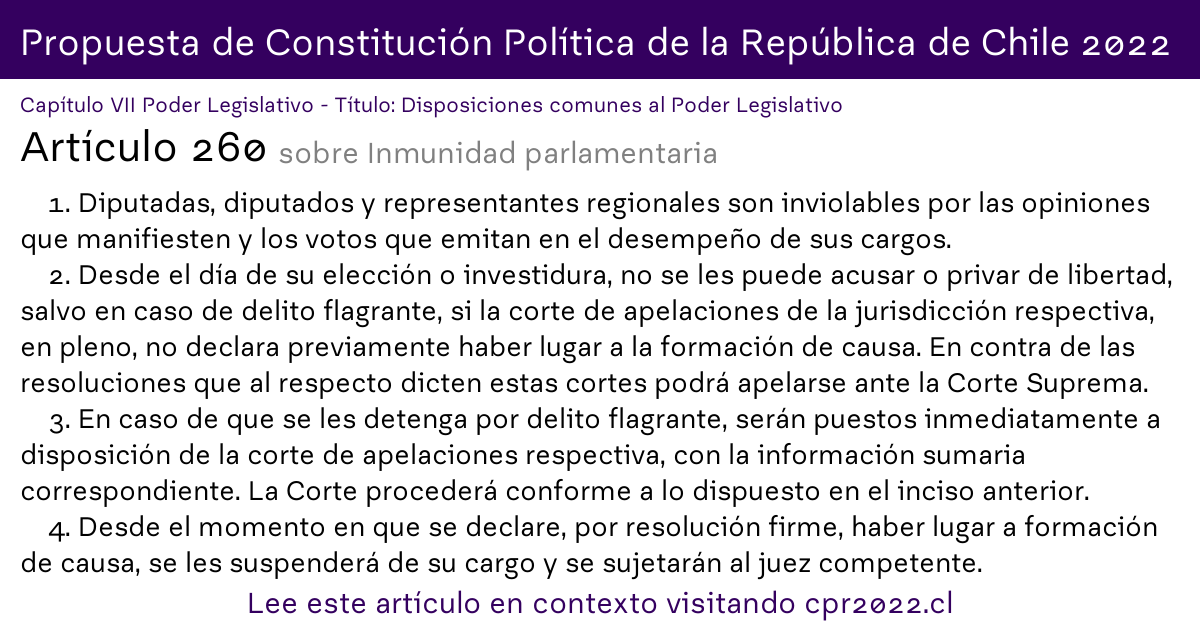 Propuesta de Constitución Política de la República de Chile 2022
Capítulo VII Poder Legislativo - Título: Disposiciones comunes al Poder Legislativo
Artículo 260 sobre Inmunidad parlamentaria
1. Diputadas, diputados y representantes regionales son inviolables por las opiniones
que manifiesten y los votos que emitan en el desempeño de sus cargos.
2. Desde el día de su elección o investidura, no se les puede acusar o privar de libertad,
salvo en caso de delito flagrante, si la corte de apelaciones de la jurisdicción respectiva,
en pleno, no declara previamente haber lugar a la formación de causa. En contra de las
resoluciones que al respecto dicten estas cortes podrá apelarse ante la Corte Suprema.
3. En caso de que se les detenga por delito flagrante, serán puestos inmediatamente a
disposición de la corte de apelaciones respectiva, con la información sumaria
correspondiente. La Corte procederá conforme a lo dispuesto en el inciso anterior.
4. Desde el momento en que se declare, por resolución firme, haber lugar a formación
de causa, se les suspenderá de su cargo y se sujetarán al juez competente.
Lee este artículo en contexto visitando cpr2022.cl